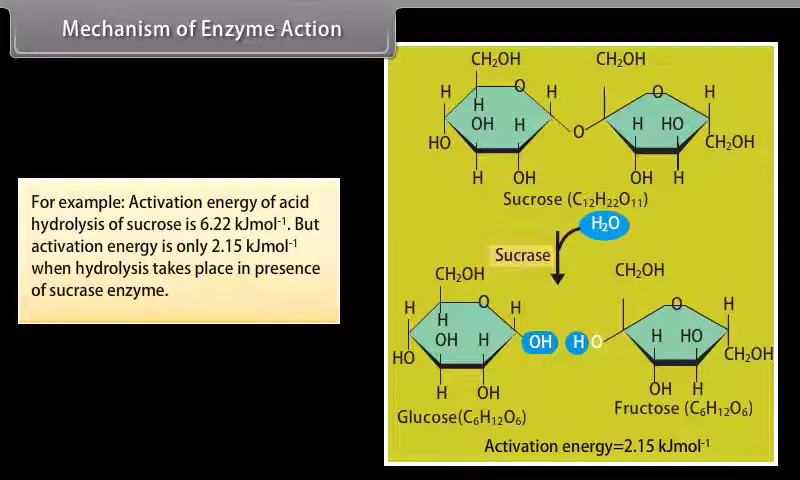 Mechanism of Enzyme Action
For example: Activation energy of acid
hydrolysis of sucrose is 6.22 kJmol⁻¹. But
activation energy is only 2.15 kJmol⁻¹
when hydrolysis takes place in presence
of sucrase enzyme.
CH₂OH CH₂OH
H O H O H
H
OH H H HO
HO O CH₂OH
H OH OH H
Sucrose (C₁₂H₂₂O₁₁)
H₂O
Sucrase
CH₂OH CH₂OH
H O H O H
H
OH H OH H O H HO
HO CH₂OH
H OH OH H
Glucose(C₆H₁₂O₆) Fructose (C₆H₁₂O₆)
Activation energy=2.15 kJmol⁻¹